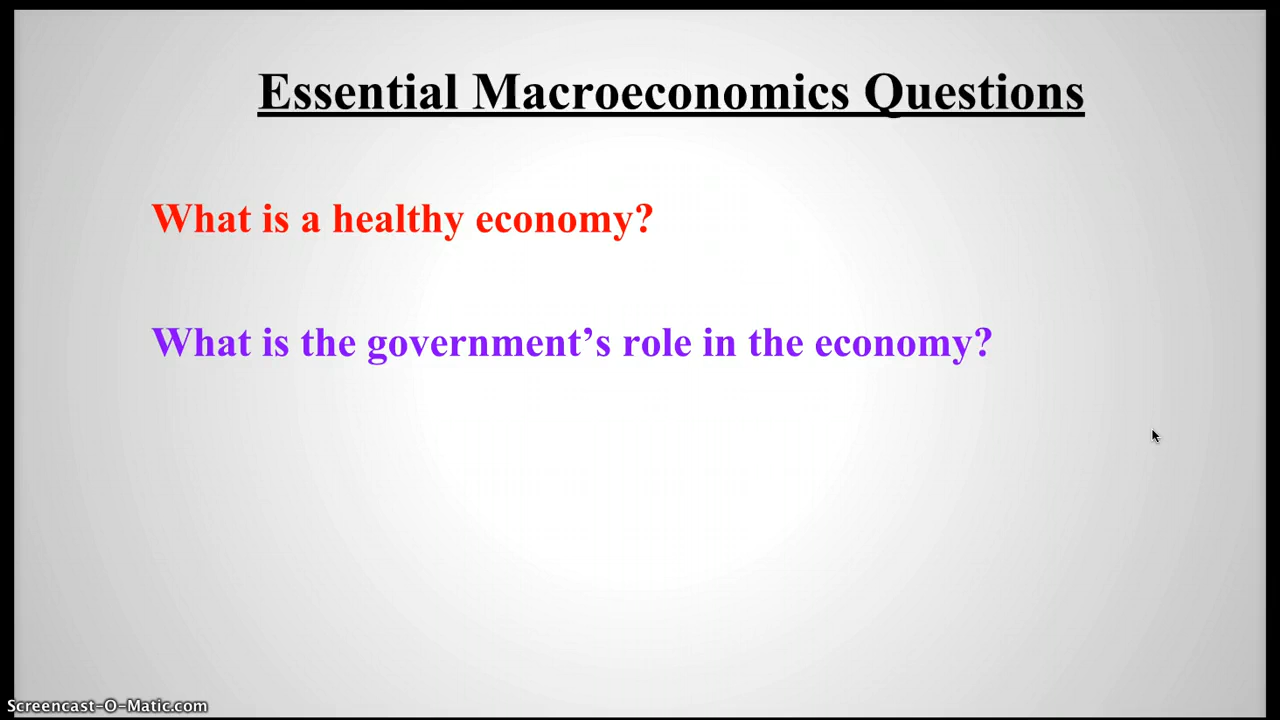 Essential Macroeconomics Questions
What is a healthy economy?
What is the government’s role in the economy?
Screencast-O-Matic.com